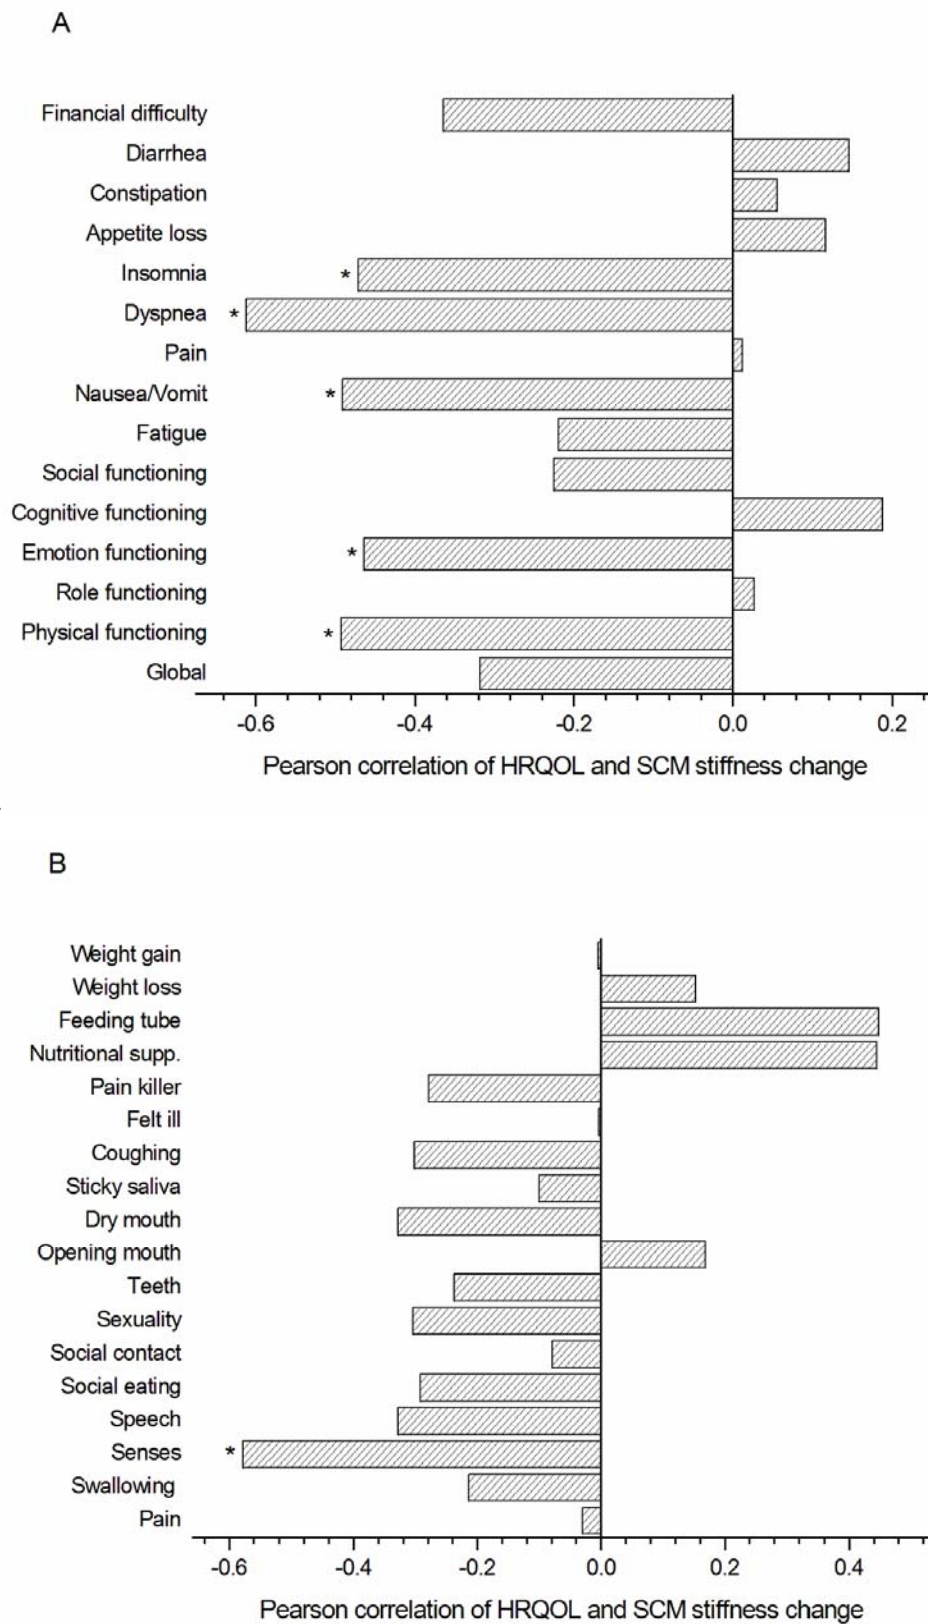 A
Financial difficulty
Diarrhea
Constipation
Appetite loss
Insomnia
*
Dyspnea
*
Pain
Nausea/Vomit
*
Fatigue
Social functioning
Cognitive functioning
Emotion functioning
*
Role functioning
Physical functioning
*
Global
-0.6 -0.4 -0.2 0.0 0.2
Pearson correlation of HRQOL and SCM stiffness change
B
Weight gain
Weight loss
Feeding tube
Nutritional supp.
Pain killer
Felt ill
Coughing
Sticky saliva
Dry mouth
Opening mouth
Teeth
Sexuality
Social contact
Social eating
Speech
Senses
*
Swallowing
Pain
-0.6 -0.4 -0.2 0.0 0.2 0.4
Pearson correlation of HRQOL and SCM stiffness change